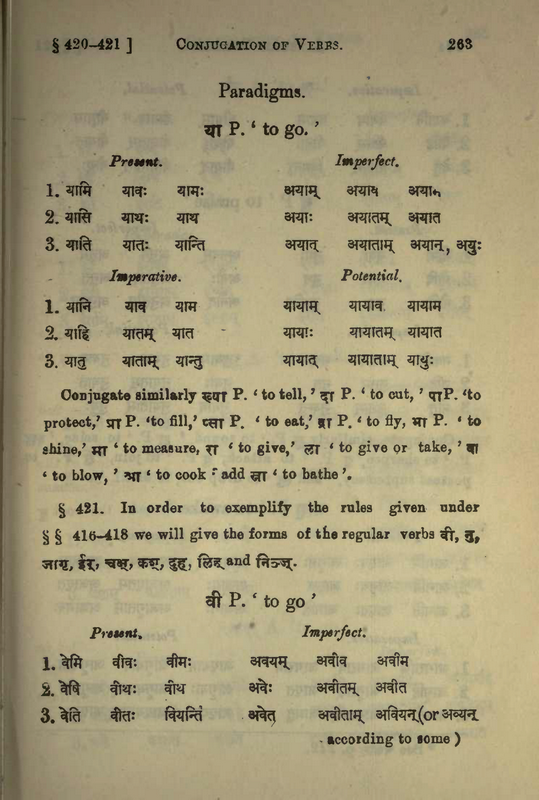 § 420-421 ] CONJUGATION OF VERBS. 263
Paradigms.
या P. ‘ to go. ’
Present. Imperfect.
1. यामि यावः यामः अयाम् अयाव अयाम
2. यासि याथः याथ अयाः अयातम् अयात
3. याति यातः यान्ति अयात् अयाताम् अयान्, अयुः
Imperative. Potential.
1. यानि याव याम यायाम् यायाव यायाम
2. याहि यातम् यात यायाः यायातम् यायात
3. यातु याताम् यान्तु यायात् यायाताम् यायुः
Conjugate similarly ख्या P. ‘ to tell, ’ दा P. ‘ to cut, ’ पा P. ‘to
protect,’ प्रा P. ‘to fill,’ प्सा P. ‘ to eat,’ द्रा P. ‘ to fly, भा P. ‘ to
shine,’ मा ‘ to measure, रा ‘ to give,’ ला ‘ to give or take, ’ वा
‘ to blow, ’ श्रा ‘ to cook ’ add स्ना ‘ to bathe ’.
§ 421. In order to exemplify the rules given under
§ § 416-418 we will give the forms of the regular verbs वी, नु,
जागृ, ईर्, चक्ष्, कश्, दुह्, लिह् and निञ्ज्.
वी P. ‘ to go ’
Present. Imperfect.
1. वेमि वीवः वीमः अवयम् अवीव अवीम
2. वेषि वीथः वीथ अवेः अवीतम् अवीत
3. वेति वीतः वियन्ति अवेत् अवीताम् अवियन् (or अव्यन्
according to some )